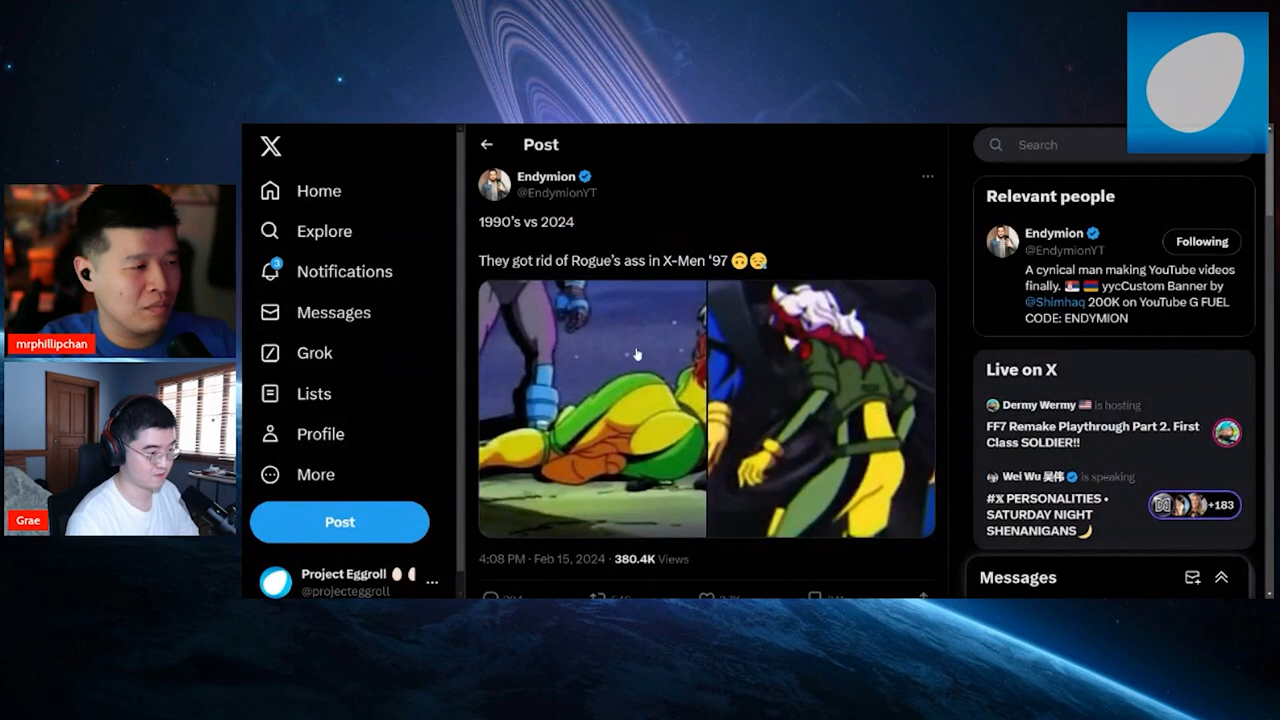 mrphillipchan
Grae
Home
Explore
3
Notifications
Messages
Grok
Lists
Profile
More
Post
Project Eggroll
@projecteggroll
Post
Endymion
@EndymionYT
1990's vs 2024
They got rid of Rogue's ass in X-Men '97 🙃😪
4:08 PM · Feb 15, 2024 · 380.4K Views
Search
Relevant people
Endymion
@EndymionYT
Following
A cynical man making YouTube videos
finally. 🇷🇸 🇦🇲 yycCustom Banner by
@Shimhaq 200K on YouTube G FUEL
CODE: ENDYMION
Live on X
Dermy Wermy 🇺🇸 is hosting
FF7 Remake Playthrough Part 2. First
Class SOLDIER!!
Wei Wu 吴伟 is speaking
#X PERSONALITIES •
SATURDAY NIGHT
SHENANIGANS 🌙
+183
Messages